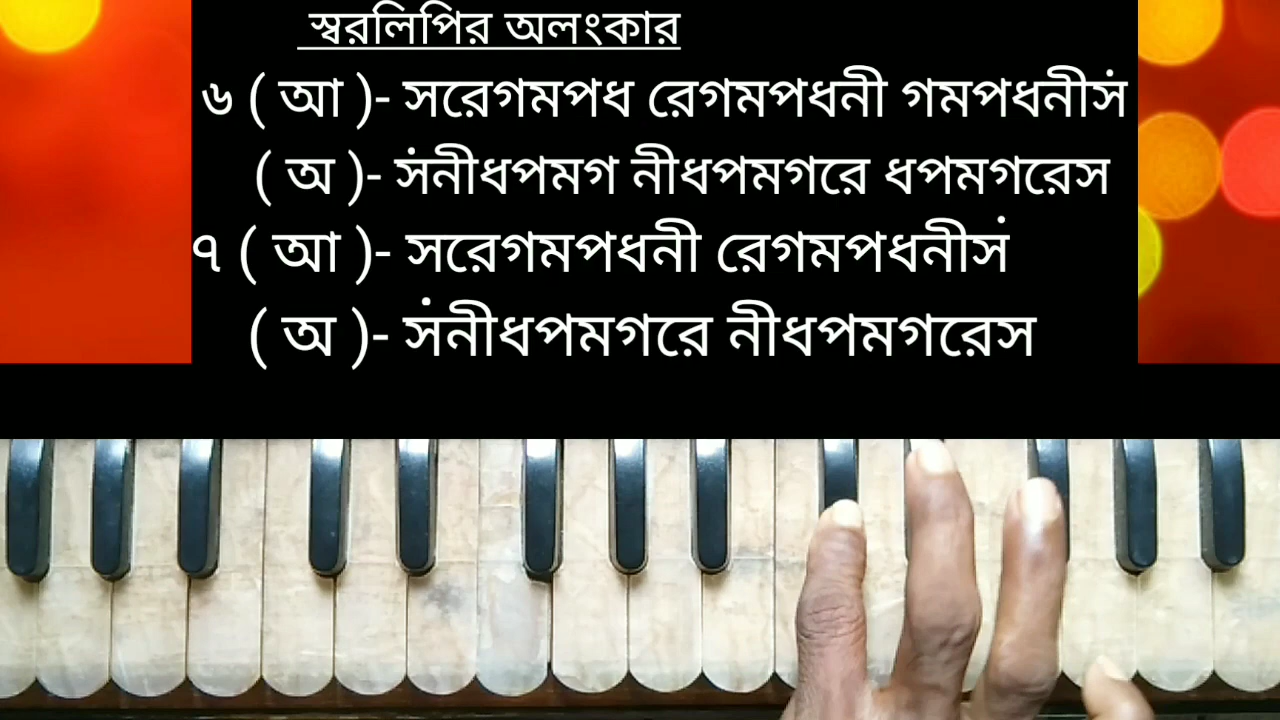 স্বরলিপির অলংকার
৬ ( আ )- সরেগমপধ রেগমপধনী গমপধনীসं
( অ )- সंনীধপমগ নীধপমগরে ধপমগরেস
৭ ( আ )- সরেগমপধনী রেগমপধনীসं
( অ )- সंনীধপমগরে নীধপমগরেস